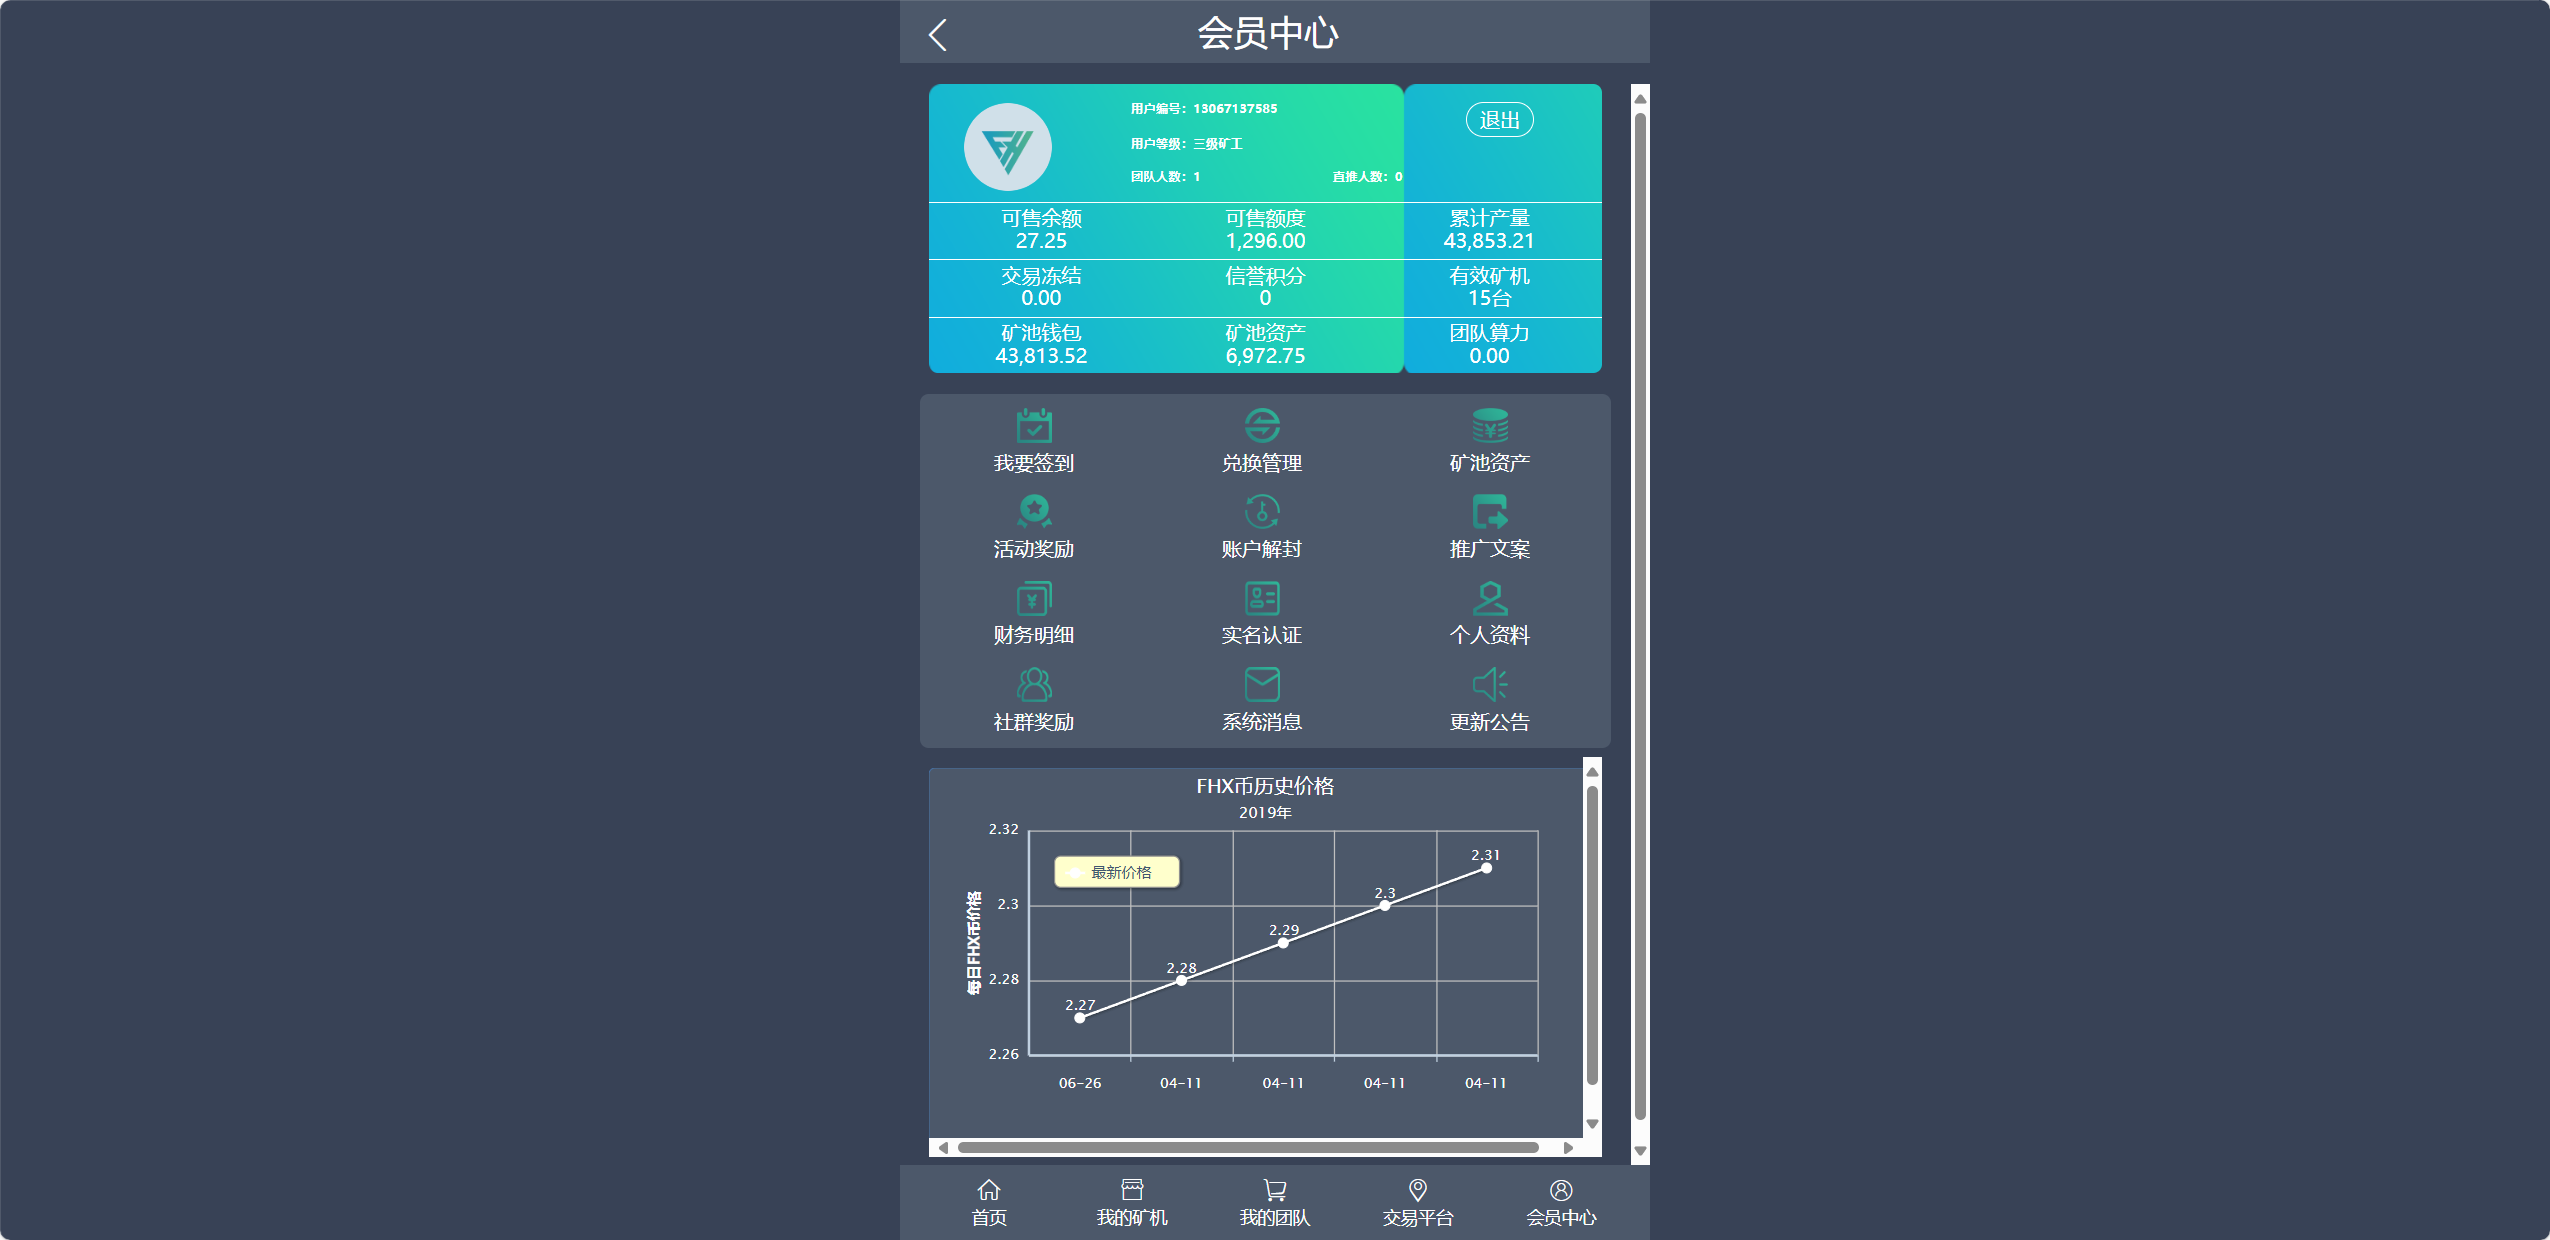 会员中心
用户编号：13067137585
退出
用户等级：三级矿工
团队人数：1 直推人数：0
可售余额 可售额度 累计产量
27.25 1,296.00 43,853.21
交易冻结 信誉积分 有效矿机
0.00 0 15台
矿池钱包 矿池资产 团队算力
43,813.52 6,972.75 0.00
我要签到 兑换管理 矿池资产
活动奖励 账户解封 推广文案
财务明细 实名认证 个人资料
社群奖励 系统消息 更新公告
FHX币历史价格
2019年
每日FHX币价格
2.32
2.3
2.28
2.26
最新价格
2.27
2.28
2.29
2.3
2.31
06-26 04-11 04-11 04-11 04-11
首页 我的矿机 我的团队 交易平台 会员中心